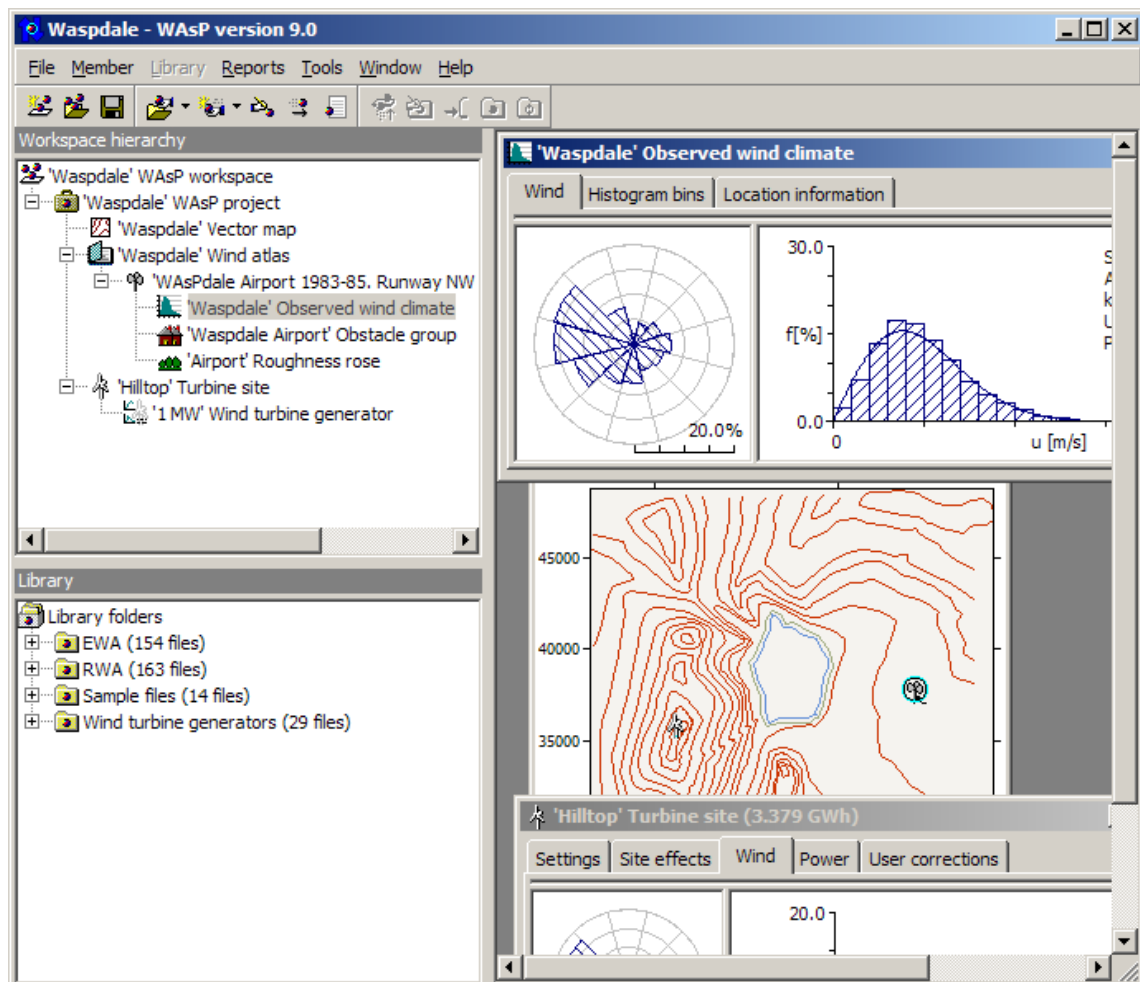 Waspdale - WAsP version 9.0
File Member Library Reports Tools Window Help
Workspace hierarchy
'Waspdale' WAsP workspace
'Waspdale' WAsP project
'Waspdale' Vector map
'Waspdale' Wind atlas
'WAsPdale Airport 1983-85. Runway NW
'Waspdale' Observed wind climate
'Waspdale Airport' Obstacle group
'Airport' Roughness rose
'Hilltop' Turbine site
'1 MW' Wind turbine generator
Library
Library folders
EWA (154 files)
RWA (163 files)
Sample files (14 files)
Wind turbine generators (29 files)
'Waspdale' Observed wind climate
Wind Histogram bins Location information
20.0%
30.0
f[%]
0.0
0
u [m/s]
S
A
k
U
P
45000
40000
35000
'Hilltop' Turbine site (3.379 GWh)
Settings Site effects Wind Power User corrections
20.0